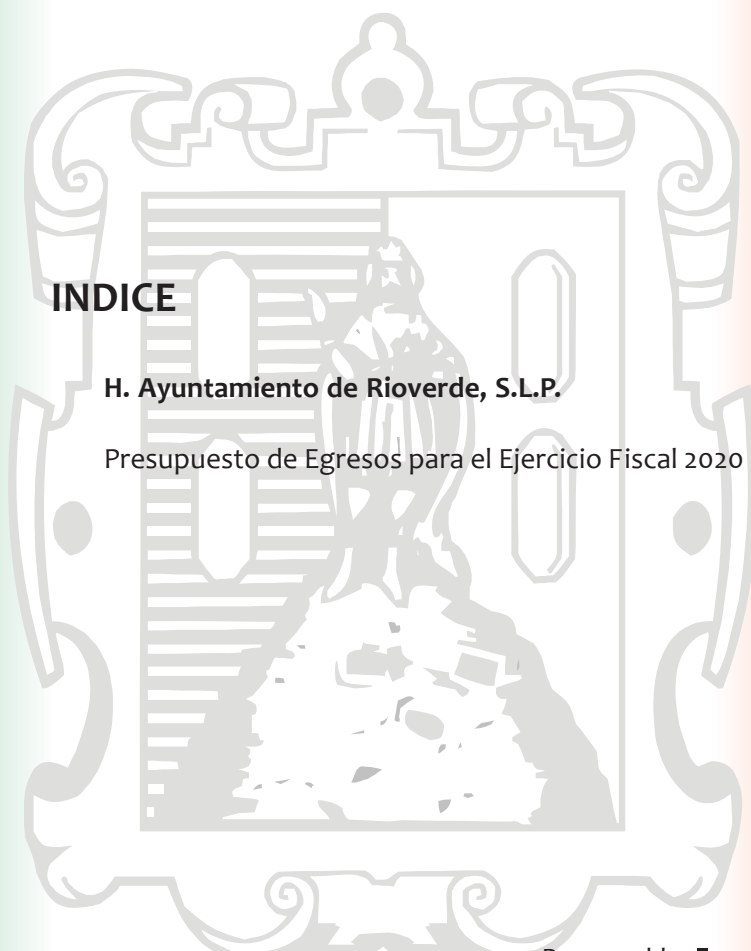 INDICE
H. Ayuntamiento de Rioverde, S.L.P.
Presupuesto de Egresos para el Ejercicio Fiscal 2020